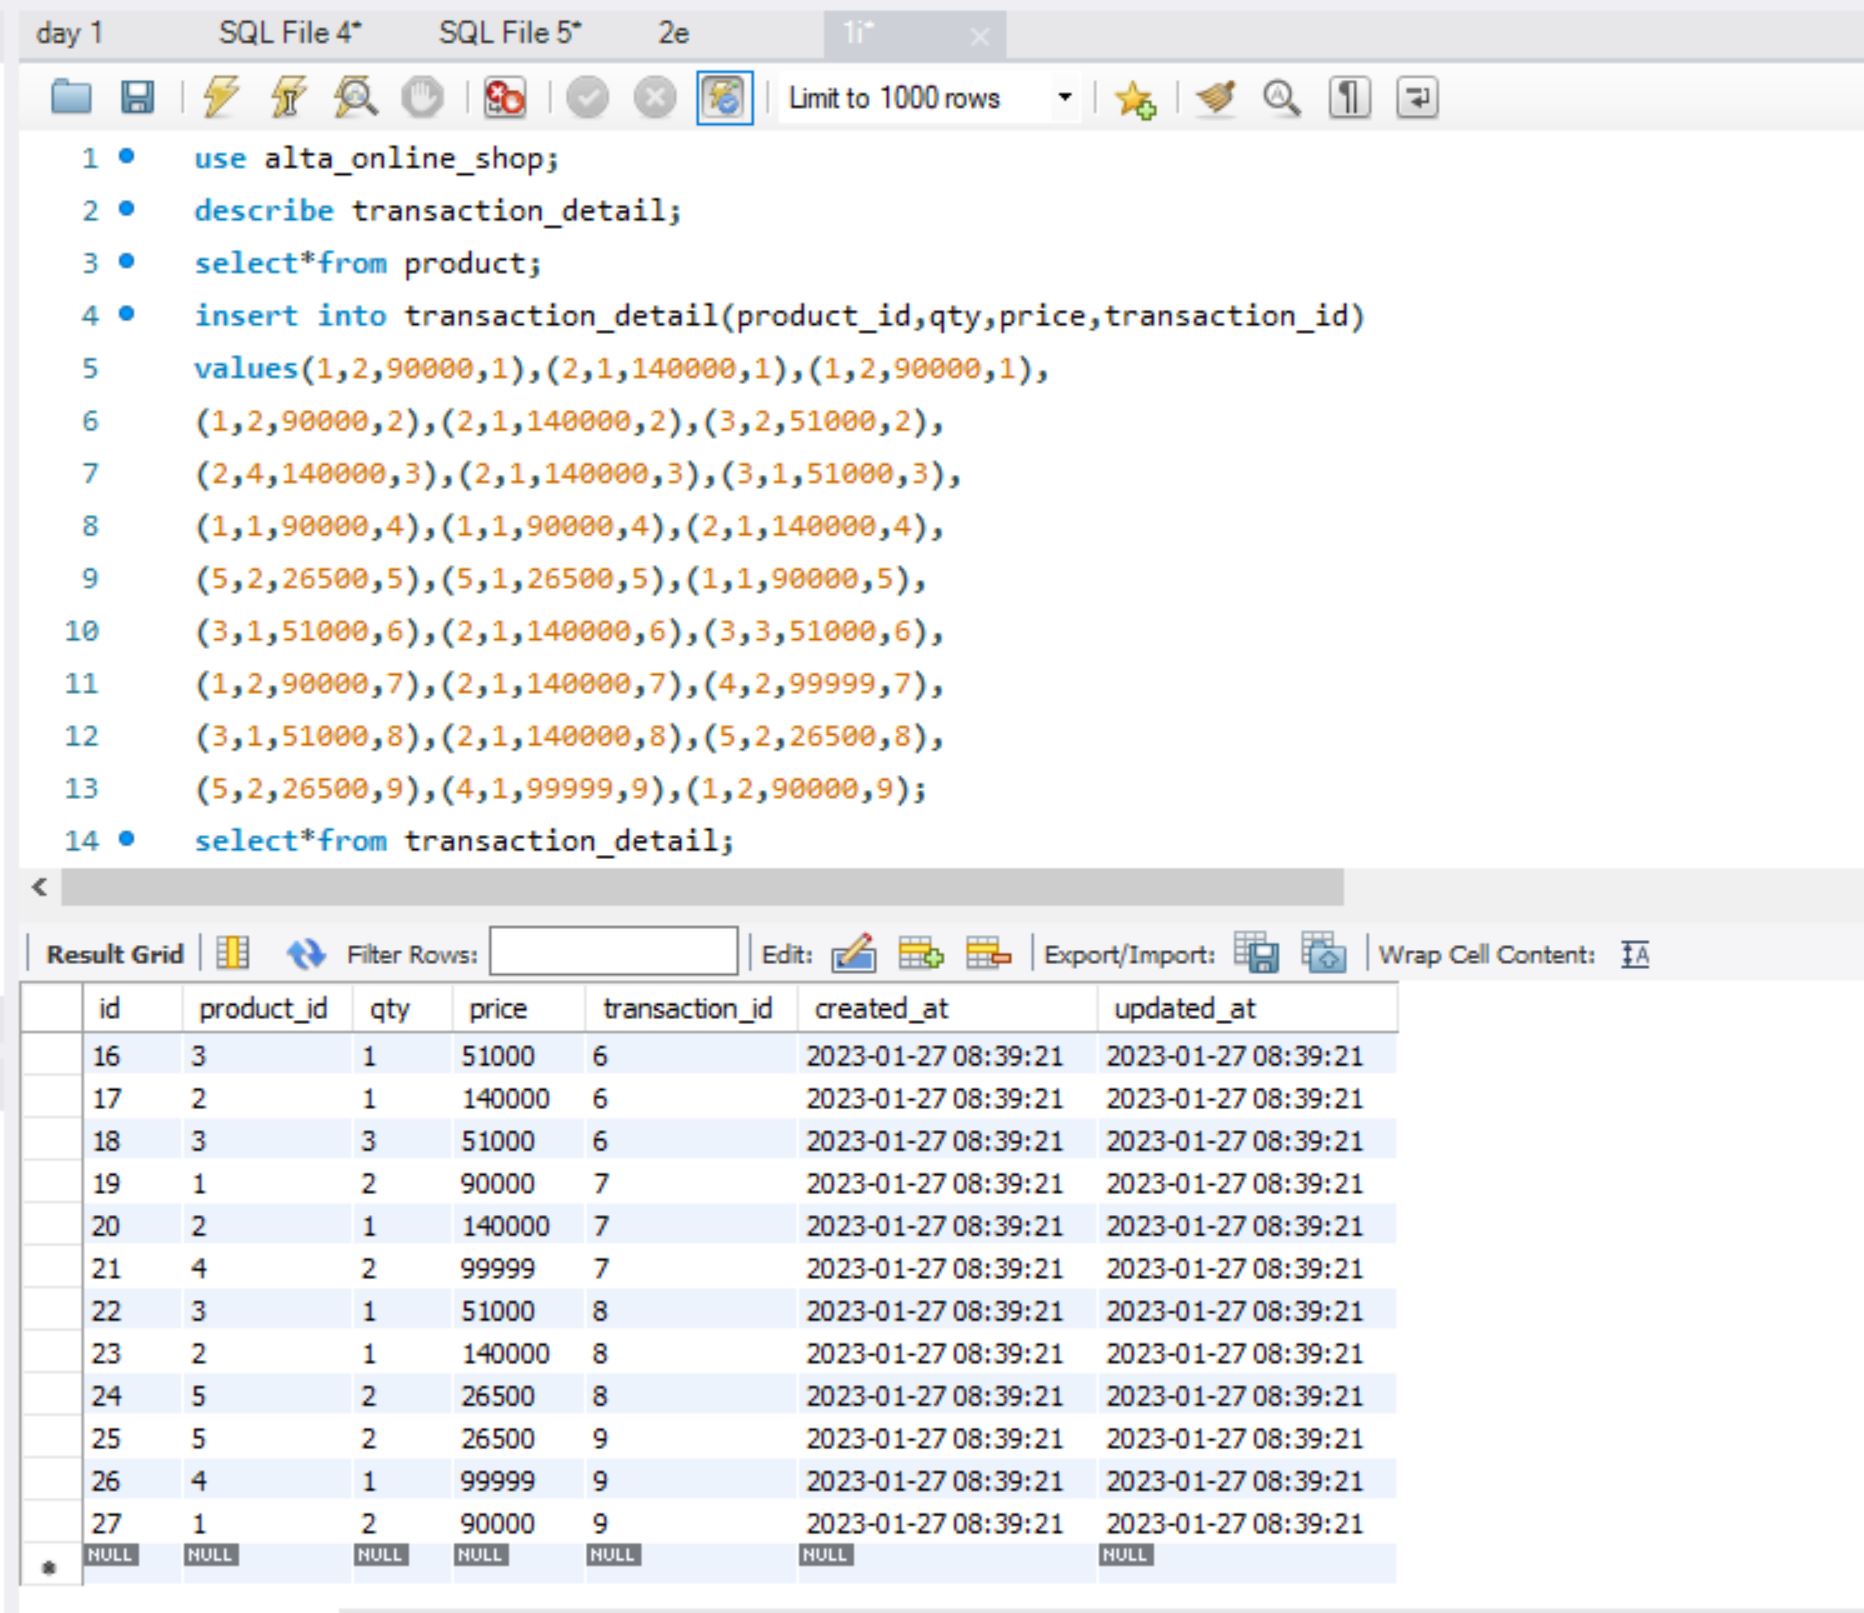 day 1 SQL File 4* SQL File 5* 2e 1i*
Limit to 1000 rows
1 use alta_online_shop;
2 describe transaction_detail;
3 select*from product;
4 insert into transaction_detail(product_id,qty,price,transaction_id)
5 values(1,2,90000,1),(2,1,140000,1),(1,2,90000,1),
6 (1,2,90000,2),(2,1,140000,2),(3,2,51000,2),
7 (2,4,140000,3),(2,1,140000,3),(3,1,51000,3),
8 (1,1,90000,4),(1,1,90000,4),(2,1,140000,4),
9 (5,2,26500,5),(5,1,26500,5),(1,1,90000,5),
10 (3,1,51000,6),(2,1,140000,6),(3,3,51000,6),
11 (1,2,90000,7),(2,1,140000,7),(4,2,99999,7),
12 (3,1,51000,8),(2,1,140000,8),(5,2,26500,8),
13 (5,2,26500,9),(4,1,99999,9),(1,2,90000,9);
14 select*from transaction_detail;
Result Grid Filter Rows: Edit: Export/Import: Wrap Cell Content: IA
id product_id qty price transaction_id created_at updated_at
16 3 1 51000 6 2023-01-27 08:39:21 2023-01-27 08:39:21
17 2 1 140000 6 2023-01-27 08:39:21 2023-01-27 08:39:21
18 3 3 51000 6 2023-01-27 08:39:21 2023-01-27 08:39:21
19 1 2 90000 7 2023-01-27 08:39:21 2023-01-27 08:39:21
20 2 1 140000 7 2023-01-27 08:39:21 2023-01-27 08:39:21
21 4 2 99999 7 2023-01-27 08:39:21 2023-01-27 08:39:21
22 3 1 51000 8 2023-01-27 08:39:21 2023-01-27 08:39:21
23 2 1 140000 8 2023-01-27 08:39:21 2023-01-27 08:39:21
24 5 2 26500 8 2023-01-27 08:39:21 2023-01-27 08:39:21
25 5 2 26500 9 2023-01-27 08:39:21 2023-01-27 08:39:21
26 4 1 99999 9 2023-01-27 08:39:21 2023-01-27 08:39:21
27 1 2 90000 9 2023-01-27 08:39:21 2023-01-27 08:39:21
NULL NULL NULL NULL NULL NULL NULL